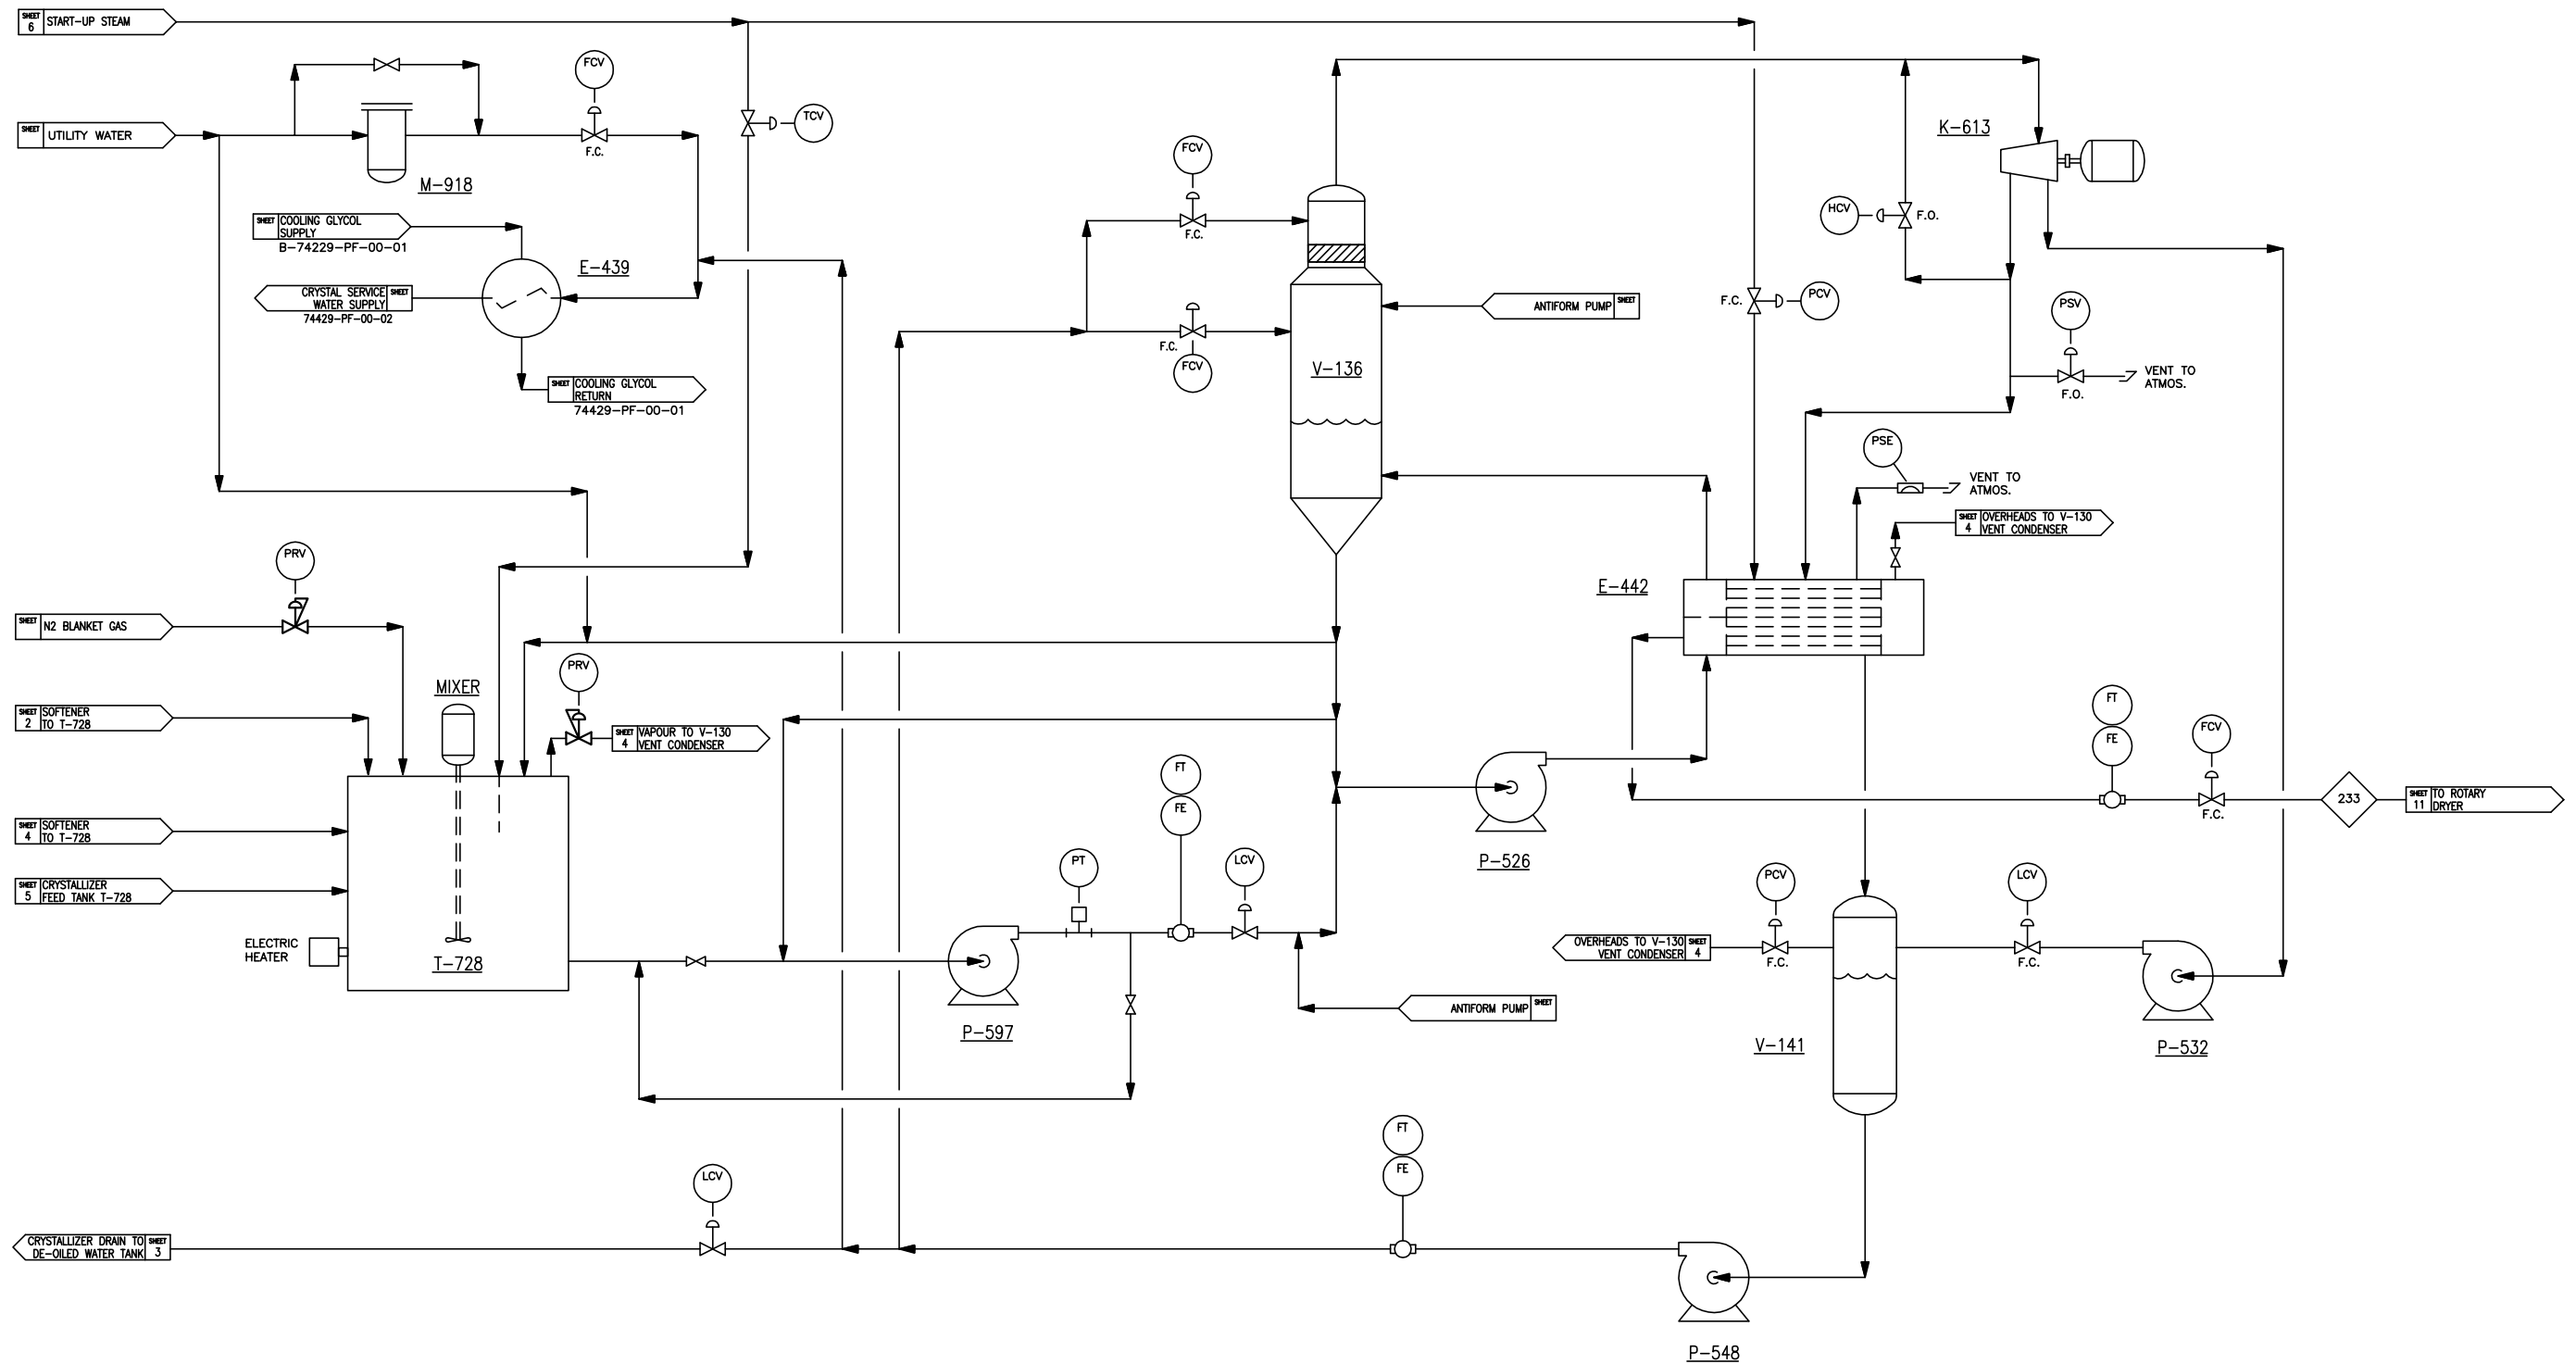 SHEET
6
START-UP STEAM
FCV
F.C.
SHEET
UTILITY WATER
M-918
TCV
K-613
FCV
F.C.
HCV
F.O.
SHEET
COOLING GLYCOL
SUPPLY
B-74229-PF-00-01
E-439
CRYSTAL SERVICE
WATER SUPPLY
SHEET
74429-PF-00-02
SHEET
COOLING GLYCOL
RETURN
74429-PF-00-01
F.C.
FCV
ANTIFORM PUMP
SHEET
V-136
F.C.
PCV
PSV
F.O.
VENT TO
ATMOS.
PSE
VENT TO
ATMOS.
SHEET
4
OVERHEADS TO V-130
VENT CONDENSER
E-442
PRV
SHEET
N2 BLANKET GAS
PRV
MIXER
SHEET
2
SOFTENER
TO T-728
SHEET
4
VAPOUR TO V-130
VENT CONDENSER
FT
FE
FCV
F.C.
233
SHEET
11
TO ROTARY
DRYER
FT
FE
SHEET
4
SOFTENER
TO T-728
P-526
PT
LCV
SHEET
5
CRYSTALLIZER
FEED TANK T-728
PCV
F.C.
LCV
F.C.
ELECTRIC
HEATER
T-728
OVERHEADS TO V-130
VENT CONDENSER
SHEET
4
P-597
ANTIFORM PUMP
SHEET
V-141
P-532
FT
FE
LCV
CRYSTALLIZER DRAIN TO
DE-OILED WATER TANK
SHEET
3
P-548